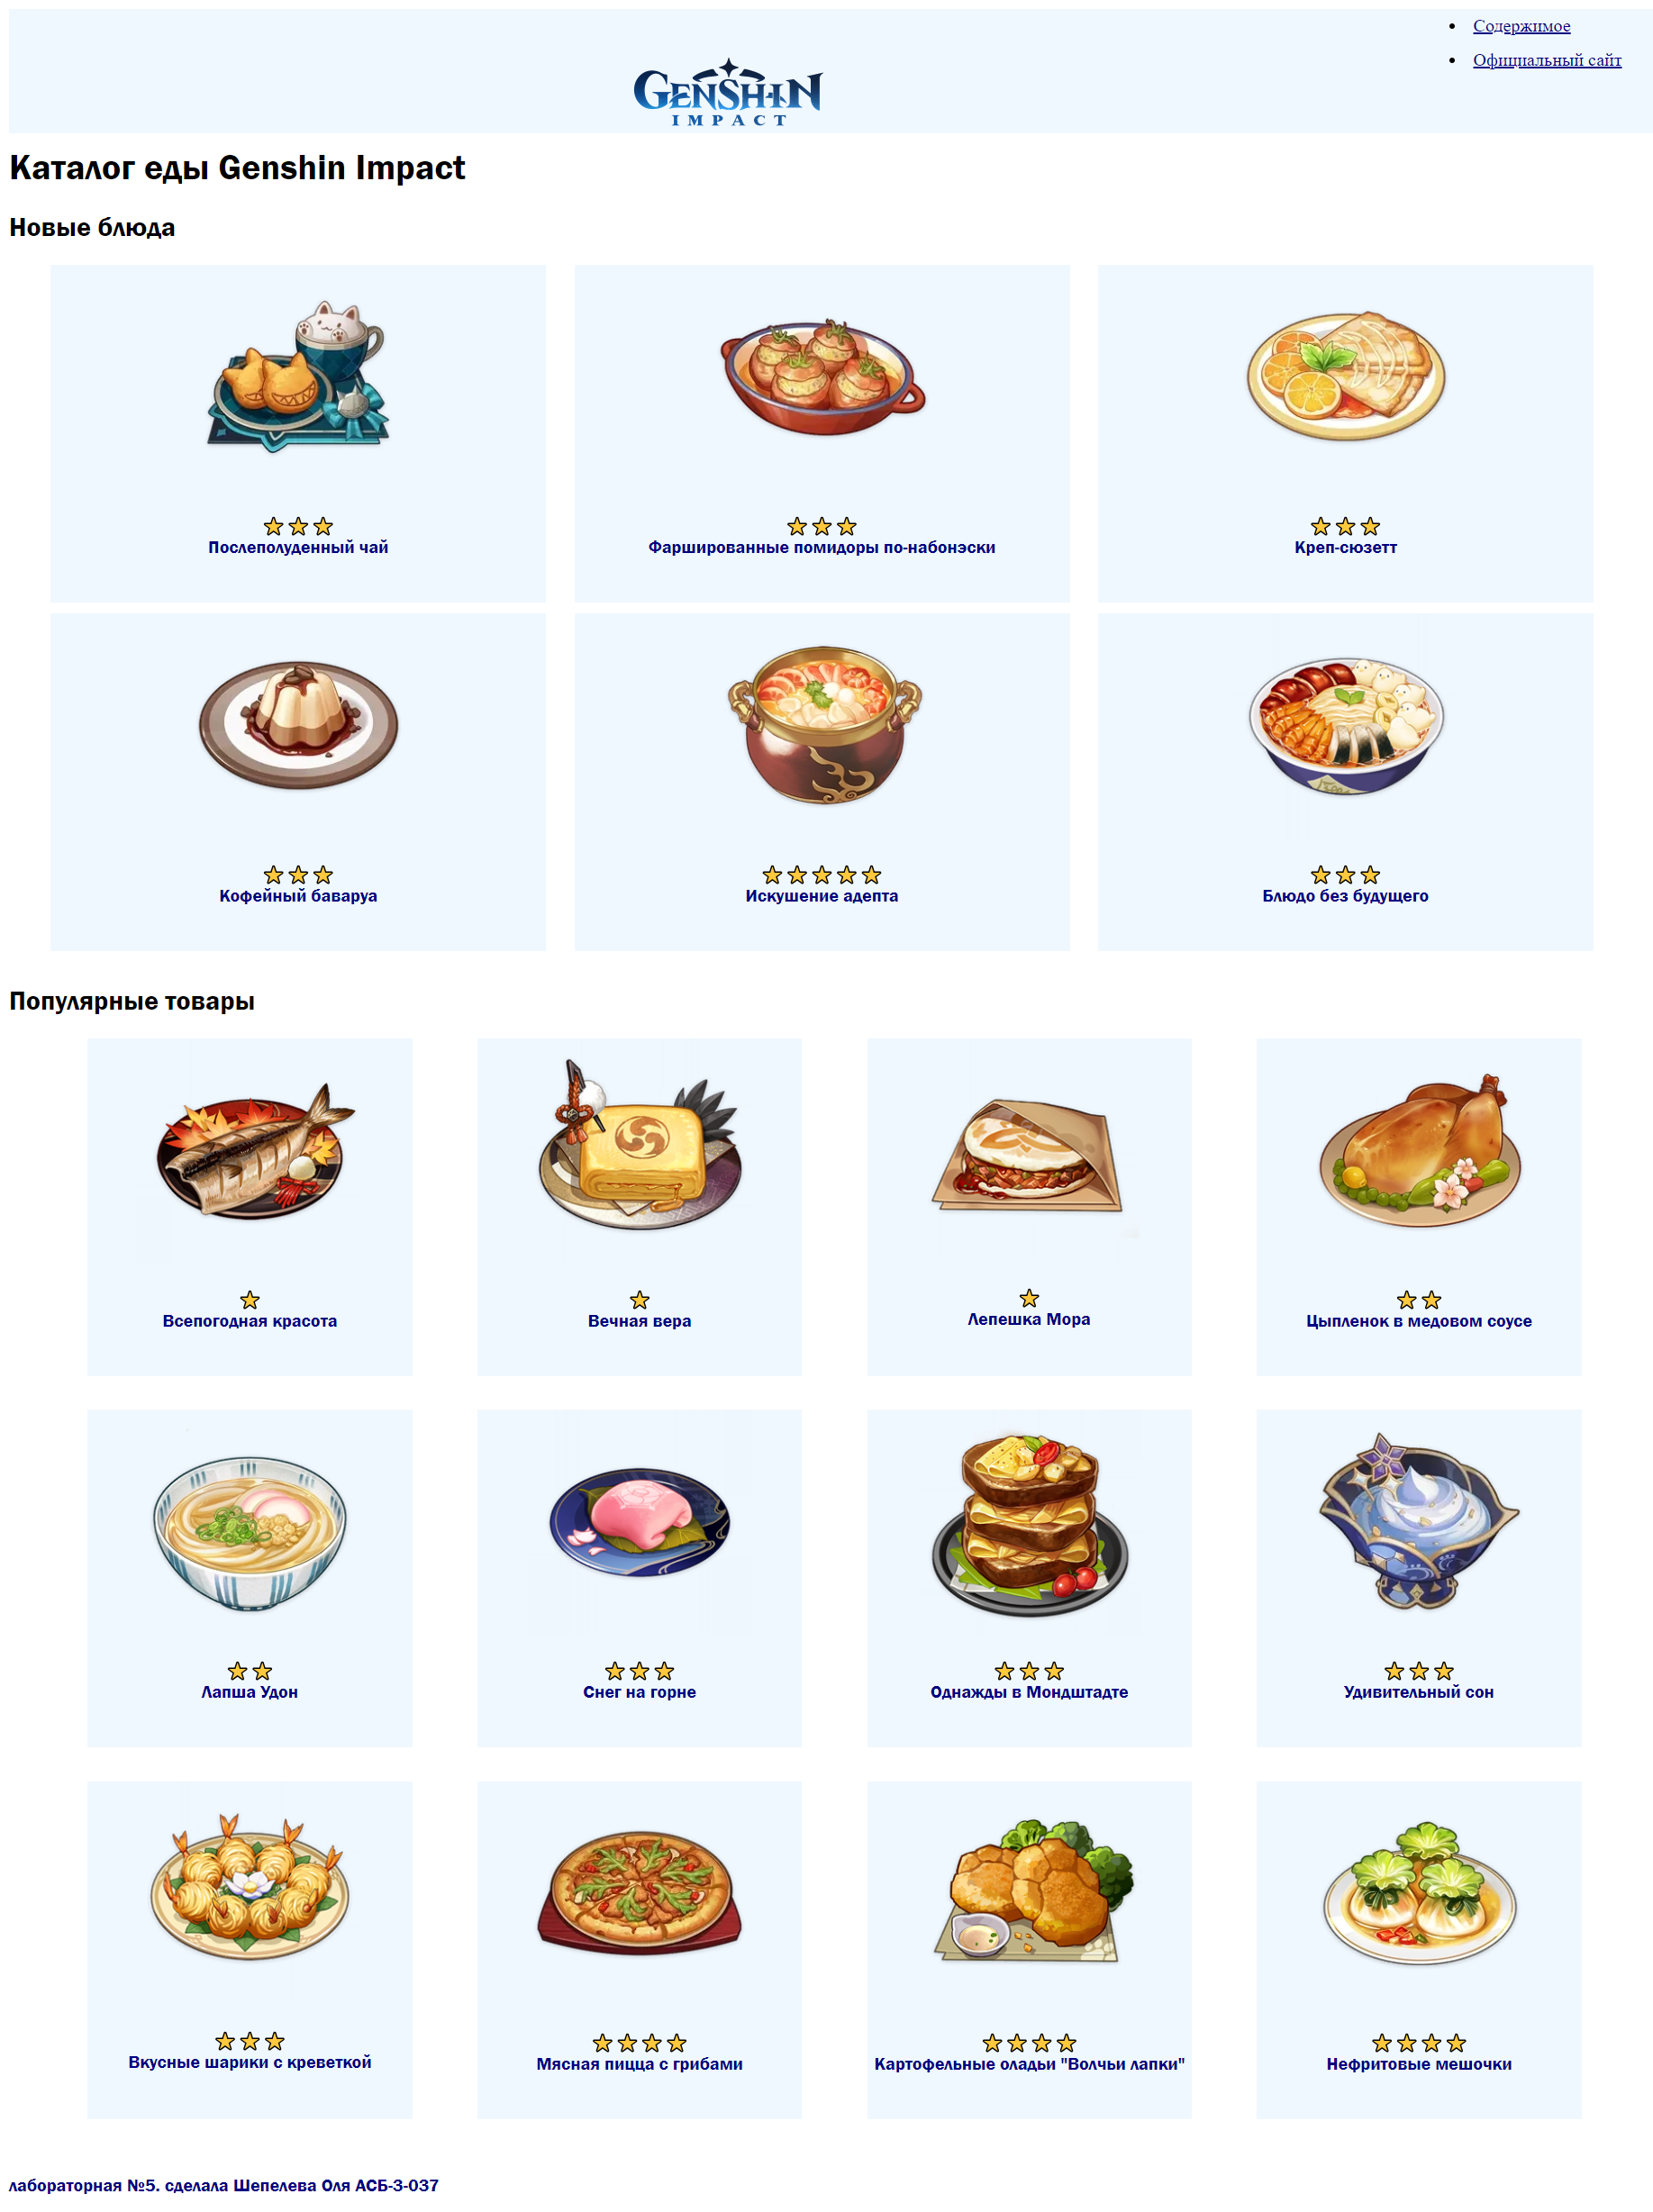 Содержимое
Официальный сайт
GENSHIN
IMPACT
Каталог еды Genshin Impact
Новые блюда
Послеполуденный чай
Фаршированные помидоры по-набонэски
Креп-сюзетт
Кофейный баваруа
Искушение адепта
Блюдо без будущего
Популярные товары
Всепогодная красота
Вечная вера
Лепешка Мора
Цыпленок в медовом соусе
Лапша Удон
Снег на горне
Однажды в Мондштадте
Удивительный сон
Вкусные шарики с креветкой
Мясная пицца с грибами
Картофельные оладьи "Волчьи лапки"
Нефритовые мешочки
лабораторная №5. сделала Шепелева Оля АСБ-3-037